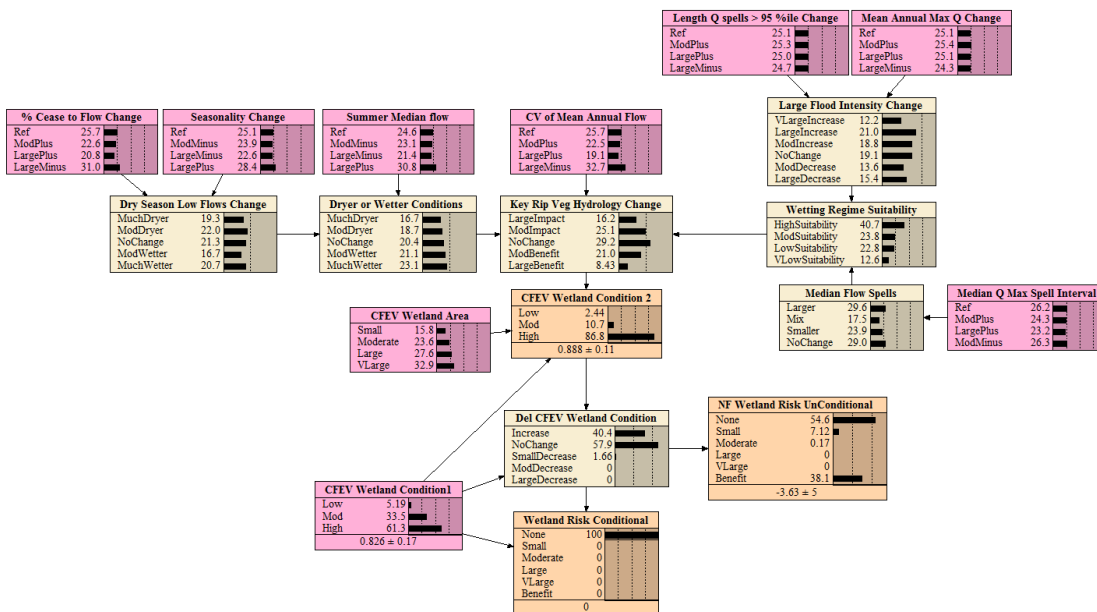 Length Q spells > 95 %ile Change
Ref 25.1
ModPlus 25.3
LargePlus 25.0
LargeMinus 24.7
Mean Annual Max Q Change
Ref 25.1
ModPlus 25.4
LargePlus 25.1
LargeMinus 24.3
% Cease to Flow Change
Ref 25.7
ModPlus 22.6
LargePlus 20.8
LargeMinus 31.0
Seasonality Change
Ref 25.1
ModMinus 23.9
LargeMinus 22.6
LargePlus 28.4
Summer Median flow
Ref 24.6
ModMinus 23.1
LargeMinus 21.4
LargePlus 30.8
CV of Mean Annual Flow
Ref 25.7
ModPlus 22.5
LargePlus 19.1
LargeMinus 32.7
Large Flood Intensity Change
VLargeIncrease 12.2
LargeIncrease 21.0
ModIncrease 18.8
NoChange 19.1
ModDecrease 13.6
LargeDecrease 15.4
Dry Season Low Flows Change
MuchDryer 19.3
ModDryer 22.0
NoChange 21.3
ModWetter 16.7
MuchWetter 20.7
Dryer or Wetter Conditions
MuchDryer 16.7
ModDryer 18.7
NoChange 20.4
ModWetter 21.1
MuchWetter 23.1
Key Rip Veg Hydrology Change
LargeImpact 16.2
ModImpact 25.1
NoChange 29.2
ModBenefit 21.0
LargeBenefit 8.43
Wetting Regime Suitability
HighSuitability 40.7
ModSuitability 23.8
LowSuitability 22.8
VLowSuitability 12.6
CFEV Wetland Area
Small 15.8
Moderate 23.6
Large 27.6
VLarge 32.9
CFEV Wetland Condition 2
Low 2.44
Mod 10.7
High 86.8
0.888 ± 0.11
Median Flow Spells
Larger 29.6
Mix 17.5
Smaller 23.9
NoChange 29.0
Median Q Max Spell Interval
Ref 26.2
ModPlus 24.3
LargePlus 23.2
ModMinus 26.3
Del CFEV Wetland Condition
Increase 40.4
NoChange 57.9
SmallDecrease 1.66
ModDecrease 0
LargeDecrease 0
NF Wetland Risk UnConditional
None 54.6
Small 7.12
Moderate 0.17
Large 0
VLarge 0
Benefit 38.1
-3.63 ± 5
CFEV Wetland Condition1
Low 5.19
Mod 33.5
High 61.3
0.826 ± 0.17
Wetland Risk Conditional
None 100
Small 0
Moderate 0
Large 0
VLarge 0
Benefit 0
0